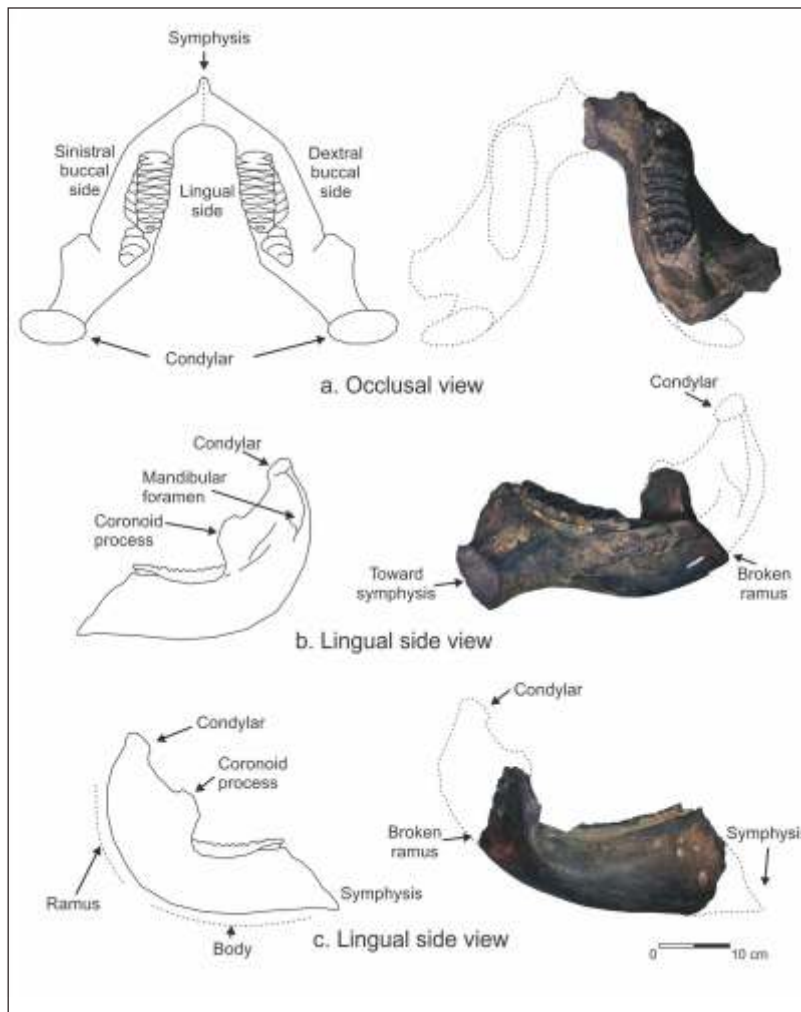 Symphysis
Sinistral
buccal
side
Lingual
side
Dextral
buccal
side
Condylar
a. Occlusal view
Condylar
Mandibular
foramen
Coronoid
process
Condylar
Toward
symphysis
Broken
ramus
b. Lingual side view
Condylar
Coronoid
process
Ramus
Body
Symphysis
Condylar
Broken
ramus
Symphysis
c. Lingual side view
0 10 cm